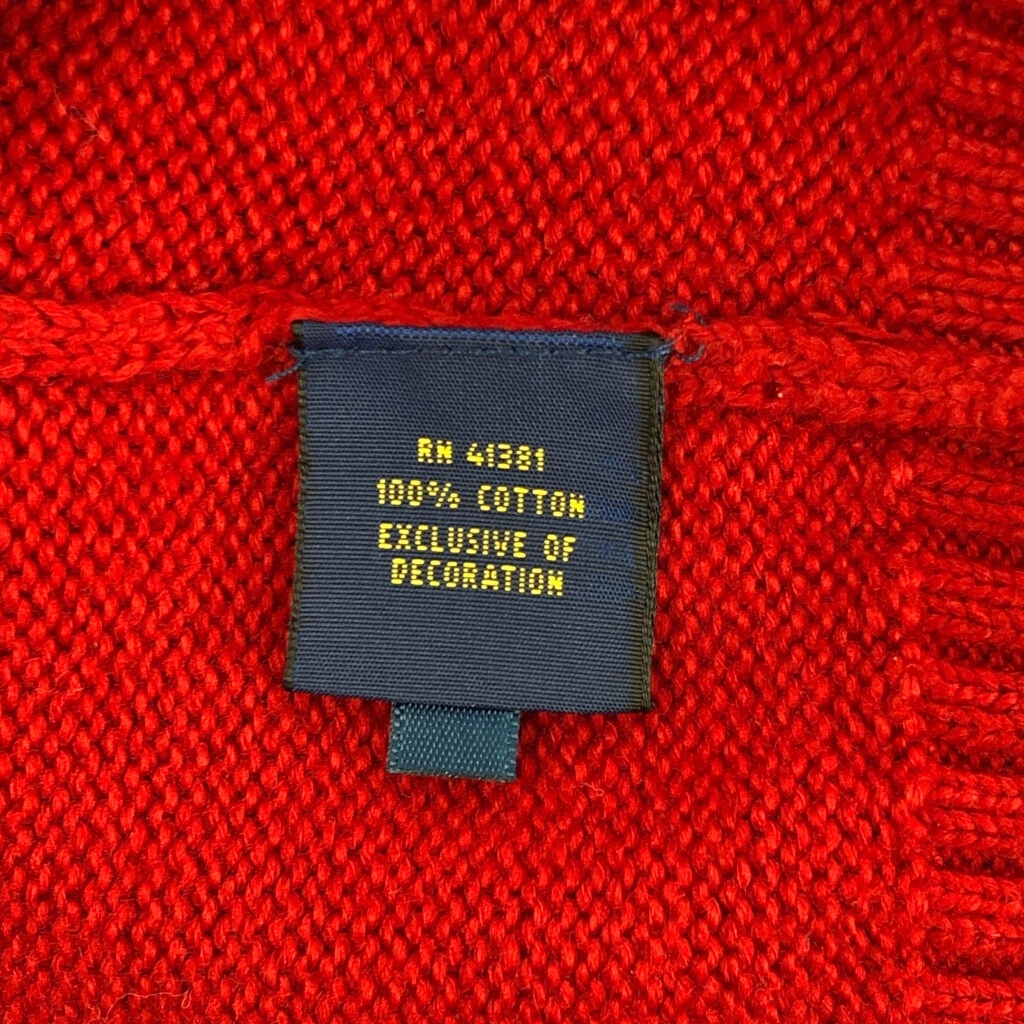 RN 41381
100% COTTON
EXCLUSIVE OF
DECORATION